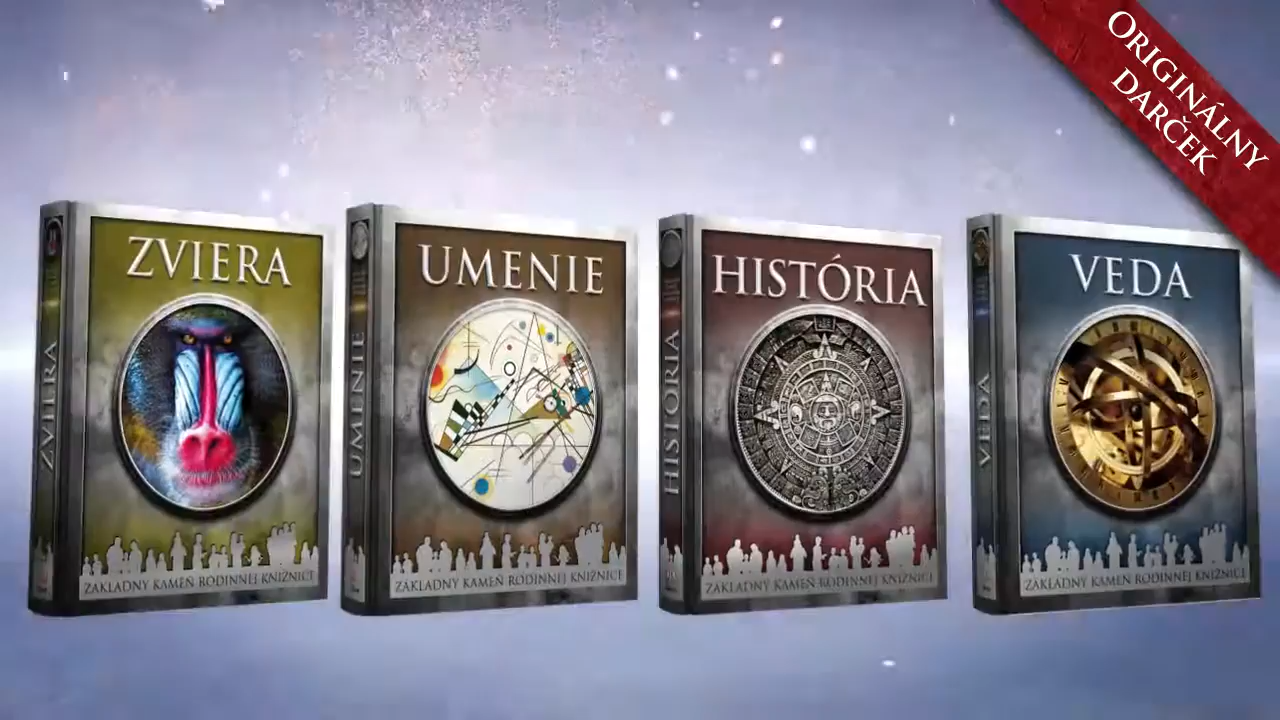 ORIGINÁLNY
DARČEK
ZVIERA
ZVIERA
ZÁKLADNÝ KAMEŇ RODINNEJ KNIŽNICE
UMENIE
UMENIE
ZÁKLADNÝ KAMEŇ RODINNEJ KNIŽNICE
HISTÓRIA
HISTÓRIA
ZÁKLADNÝ KAMEŇ RODINNEJ KNIŽNICE
VEDA
VEDA
ZÁKLADNÝ KAMEŇ RODINNEJ KNIŽNICE